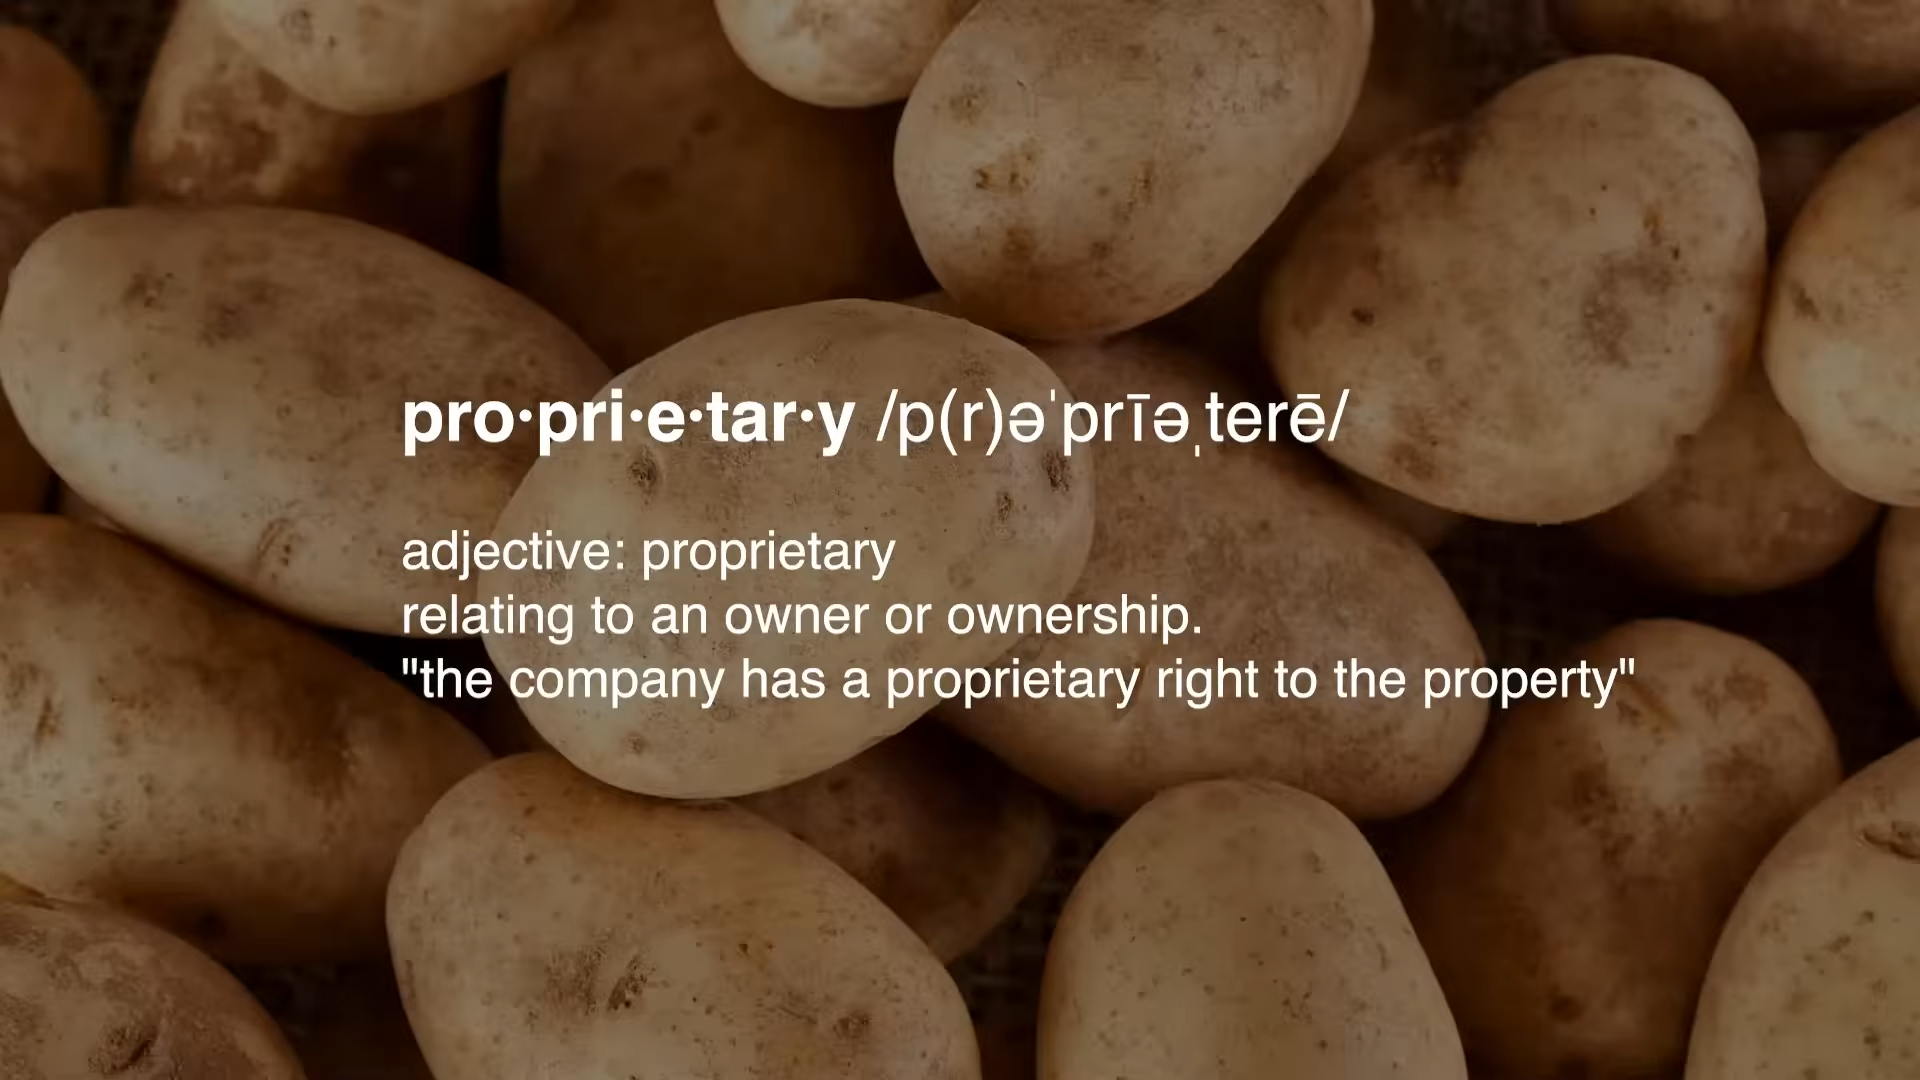 pro·pri·e·tar·y /p(r)əˈprīəˌterē/
adjective: proprietary
relating to an owner or ownership.
"the company has a proprietary right to the property"